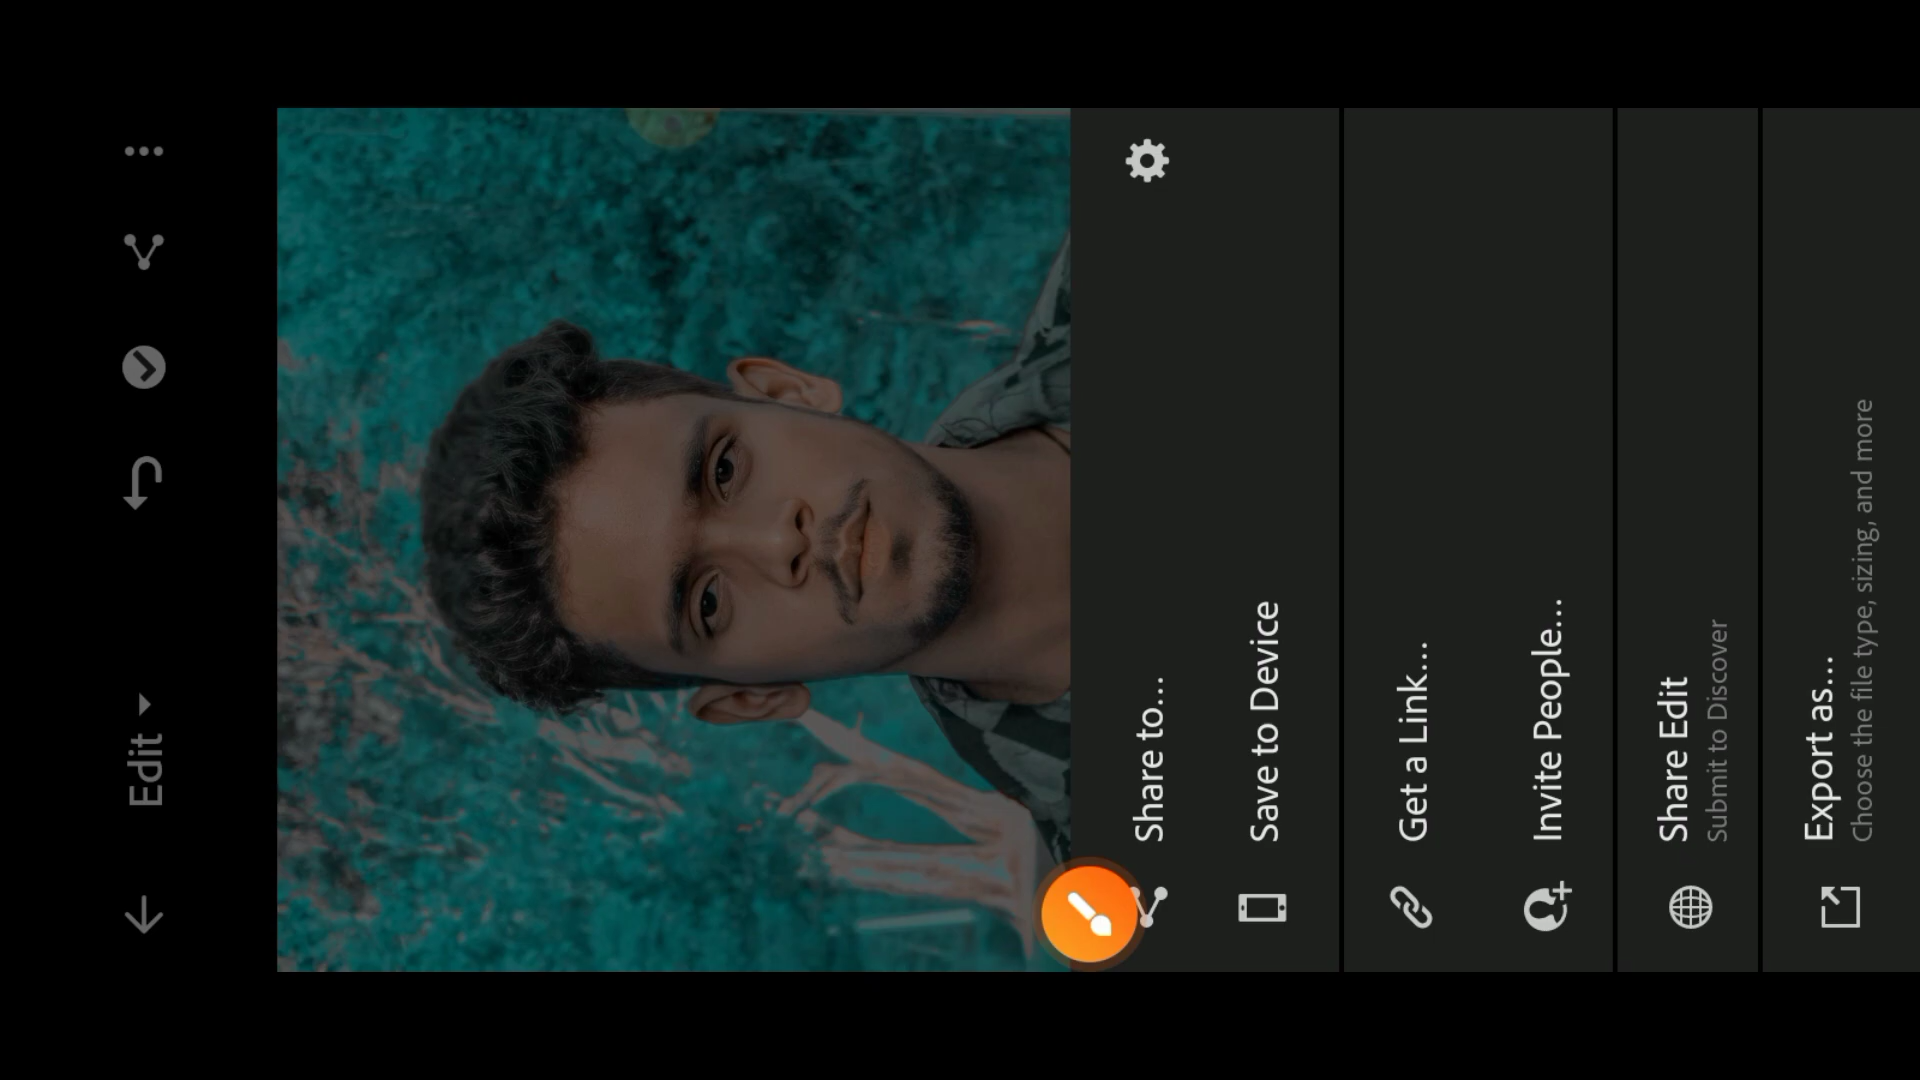 Edit
Share to...
Save to Device
Get a Link...
Invite People...
Share Edit
Submit to Discover
Export as...
Choose the file type, sizing, and more